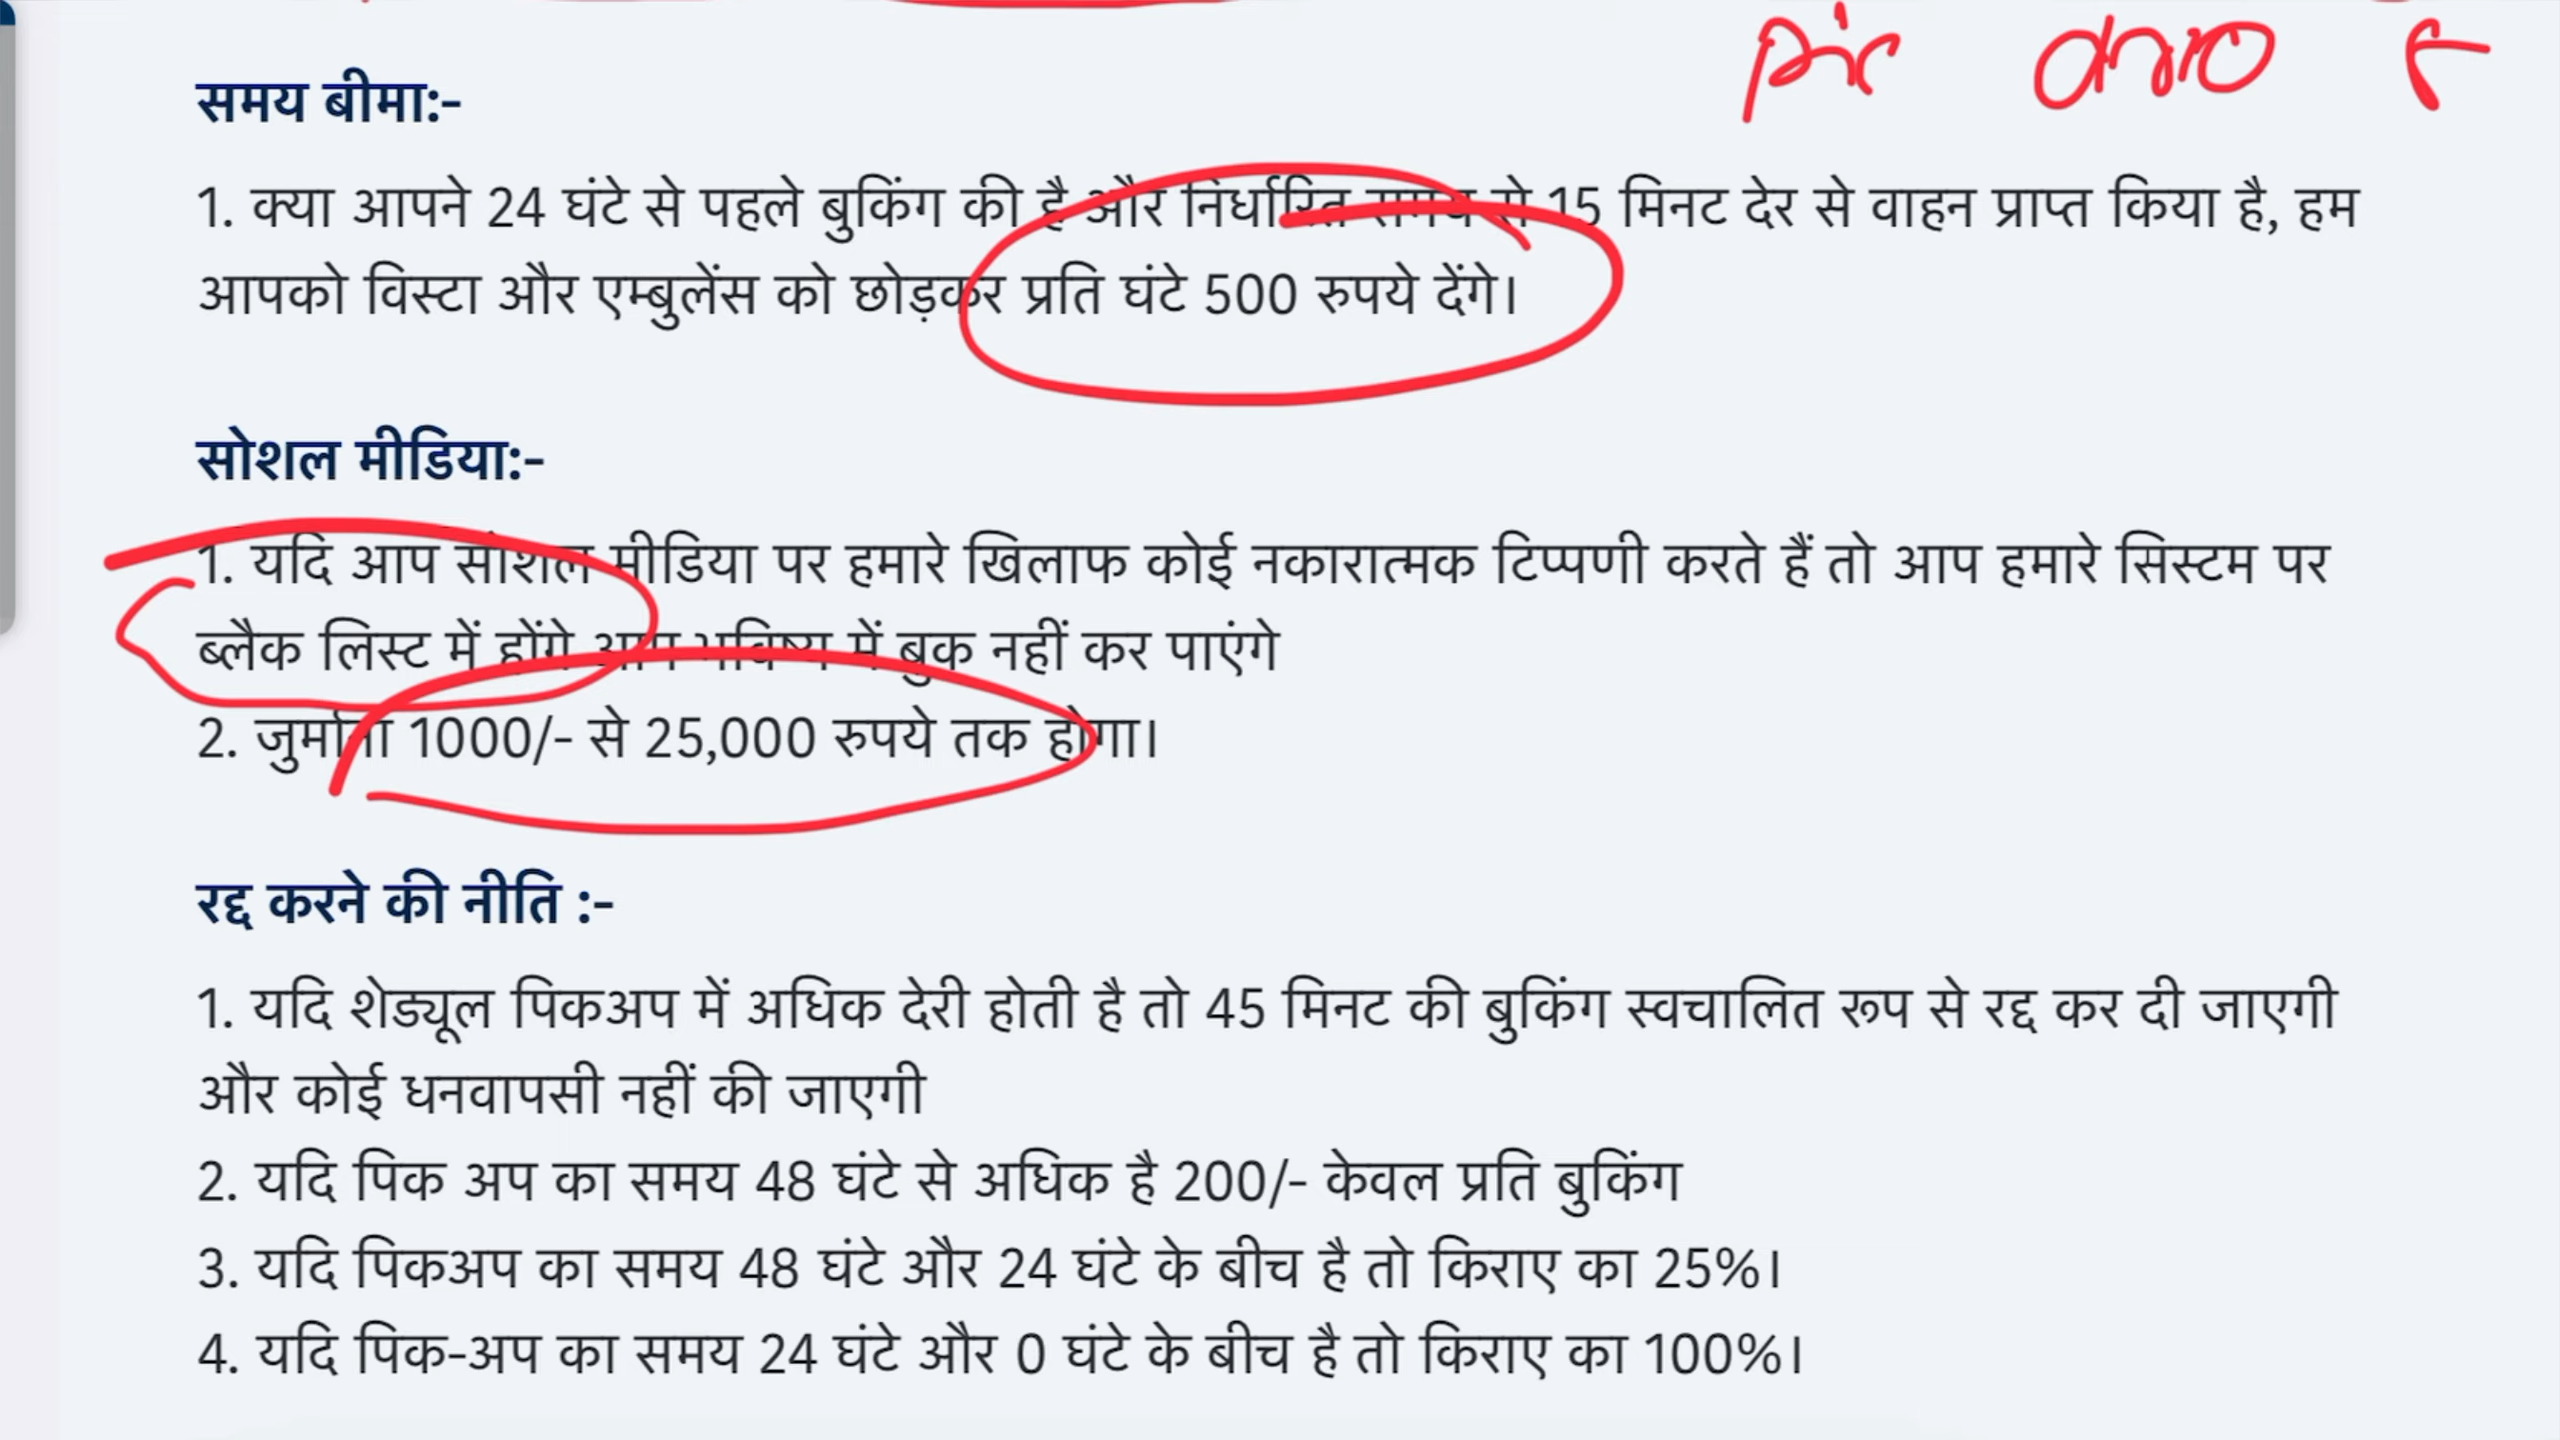 pic
समय बीमा:-
1. क्या आपने 24 घंटे से पहले बुकिंग की है और निर्धारित समय से 15 मिनट देर से वाहन प्राप्त किया है, हम
आपको विस्टा और एम्बुलेंस को छोड़कर प्रति घंटे 500 रुपये देंगे।
सोशल मीडिया:-
1. यदि आप सोशल मीडिया पर हमारे खिलाफ कोई नकारात्मक टिप्पणी करते हैं तो आप हमारे सिस्टम पर
ब्लैक लिस्ट में होंगे आप भविष्य में बुक नहीं कर पाएंगे
2. जुर्माना 1000/- से 25,000 रुपये तक होगा।
रद्द करने की नीति :-
1. यदि शेड्यूल पिकअप में अधिक देरी होती है तो 45 मिनट की बुकिंग स्वचालित रूप से रद्द कर दी जाएगी
और कोई धनवापसी नहीं की जाएगी
2. यदि पिक अप का समय 48 घंटे से अधिक है 200/- केवल प्रति बुकिंग
3. यदि पिकअप का समय 48 घंटे और 24 घंटे के बीच है तो किराए का 25%।
4. यदि पिक-अप का समय 24 घंटे और 0 घंटे के बीच है तो किराए का 100%।